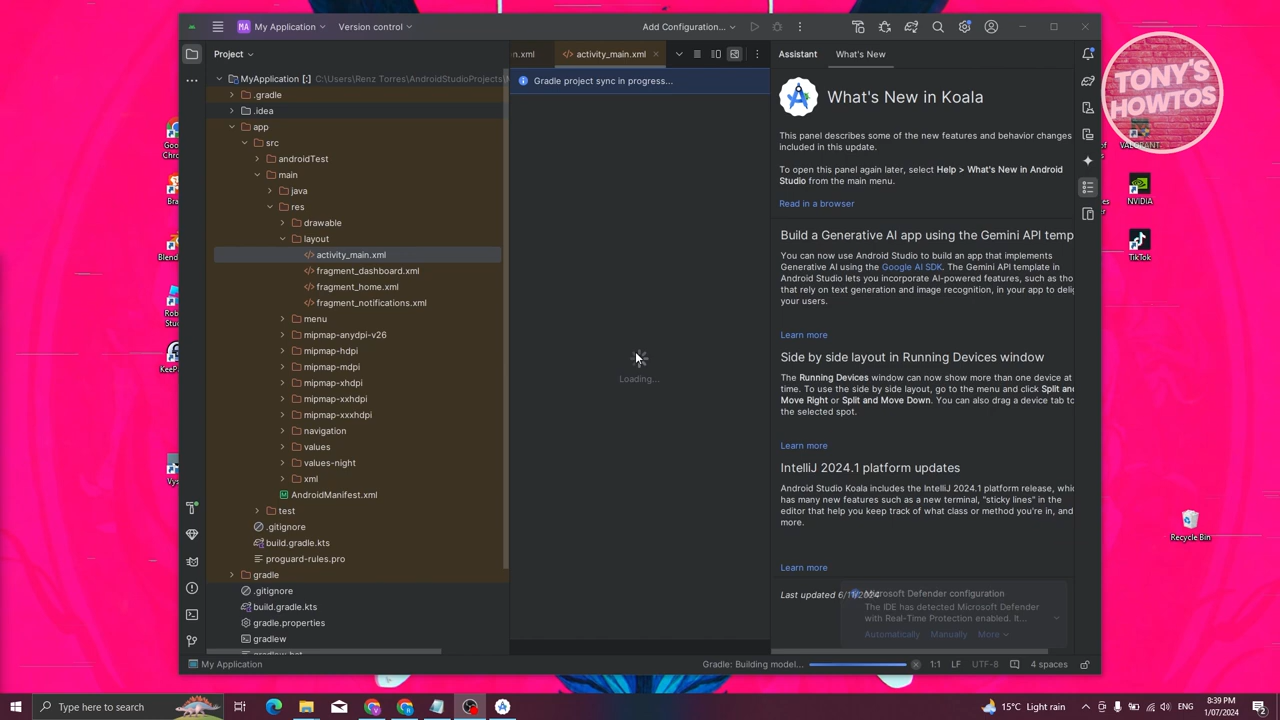 MA My Application
Version control
Add Configuration...
Project
n.xml
activity_main.xml
Assistant
What's New
MyApplication [:] C:\Users\Renz Torres\AndroidStudioProjects\
Gradle project sync in progress...
.gradle
.idea
app
src
androidTest
main
java
res
drawable
layout
activity_main.xml
fragment_dashboard.xml
fragment_home.xml
fragment_notifications.xml
menu
mipmap-anydpi-v26
mipmap-hdpi
mipmap-mdpi
mipmap-xhdpi
mipmap-xxhdpi
mipmap-xxxhdpi
navigation
values
values-night
xml
AndroidManifest.xml
test
.gitignore
build.gradle.kts
proguard-rules.pro
gradle
.gitignore
build.gradle.kts
gradle.properties
gradlew
Loading...
What's New in Koala
This panel describes some of the new features and behavior changes
included in this update.
To open this panel again later, select Help > What's New in Android
Studio from the main menu.
Read in a browser
Build a Generative AI app using the Gemini API temp
You can now use Android Studio to build an app that implements
Generative AI using the Google AI SDK. The Gemini API template in
Android Studio lets you incorporate AI-powered features, such as tho
that rely on text generation and image recognition, in your app to delig
your users.
Learn more
Side by side layout in Running Devices window
The Running Devices window can now show more than one device at
time. To use the side by side layout, go to the menu and click Split and
Move Right or Split and Move Down. You can also drag a device tab to
the selected spot.
Learn more
IntelliJ 2024.1 platform updates
Android Studio Koala includes the IntelliJ 2024.1 platform release, whic
has many new features such as a new terminal, "sticky lines" in the
editor that help you keep track of what class or method you're in, and
more.
Learn more
Last updated 6/11/2024
Microsoft Defender configuration
The IDE has detected Microsoft Defender
with Real-Time Protection enabled. It...
Automatically Manually More
My Application
Gradle: Building model...
1:1 LF UTF-8 4 spaces
TONY'S
HOWTOS
VALORANT
NVIDIA
TikTok
Recycle Bin
Type here to search
15°C Light rain
8:39 PM
1/07/2024